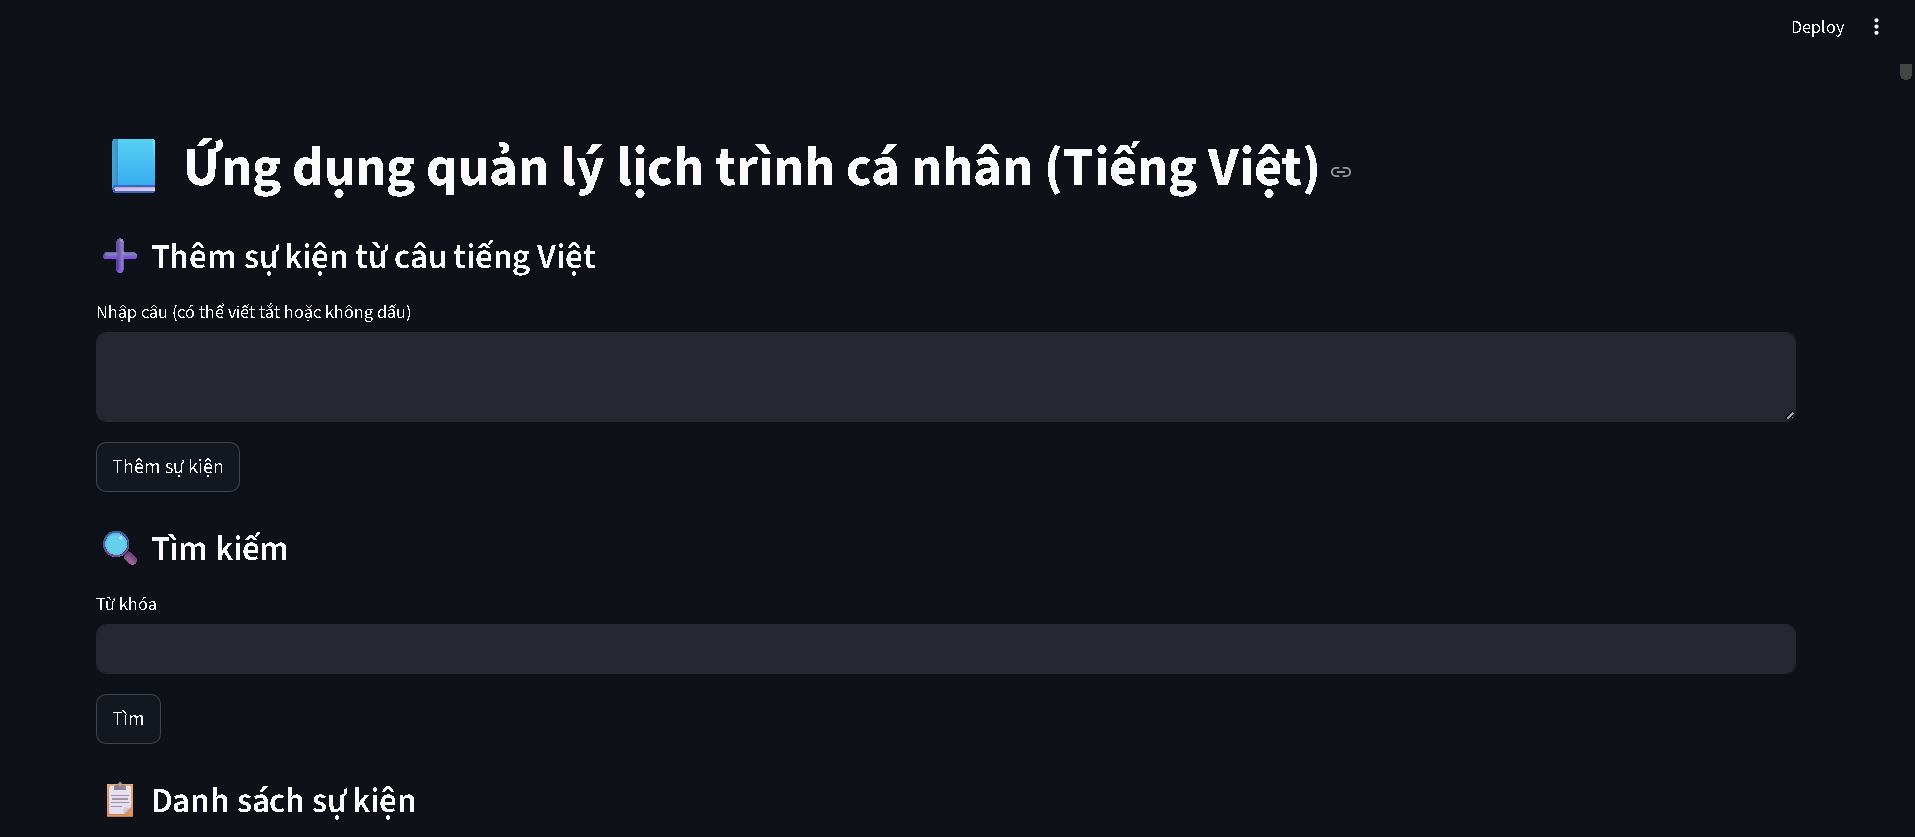 Deploy
Ứng dụng quản lý lịch trình cá nhân (Tiếng Việt)
Thêm sự kiện từ câu tiếng Việt
Nhập câu (có thể viết tắt hoặc không dấu)
Thêm sự kiện
Tìm kiếm
Từ khóa
Tìm
Danh sách sự kiện